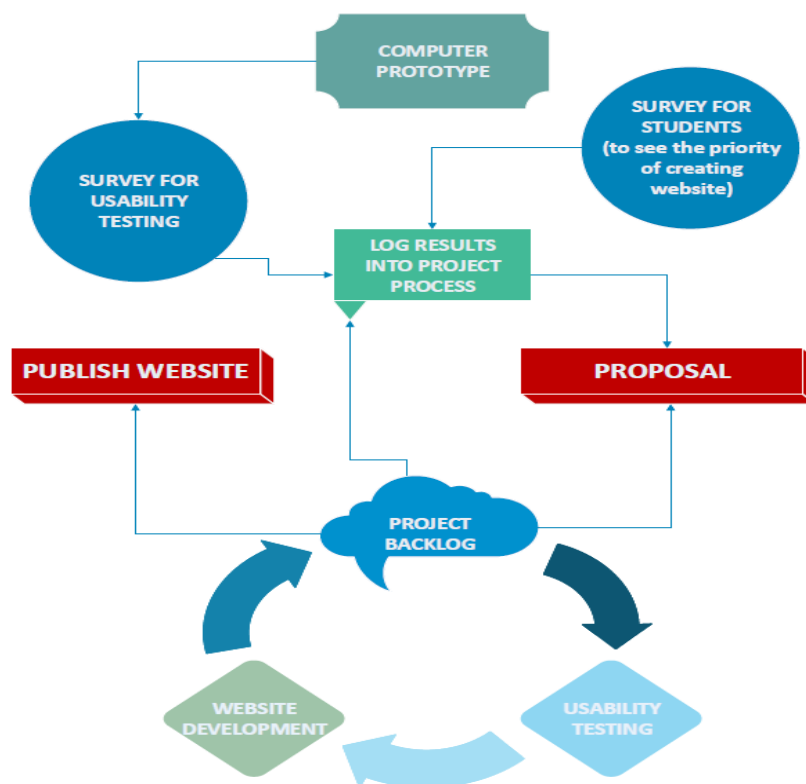 COMPUTER
PROTOTYPE
SURVEY FOR
STUDENTS
(to see the priority
of creating
website)
SURVEY FOR
USABILITY
TESTING
LOG RESULTS
INTO PROJECT
PROCESS
PUBLISH WEBSITE
PROPOSAL
PROJECT
BACKLOG
WEBSITE
DEVELOPMENT
USABILITY
TESTING